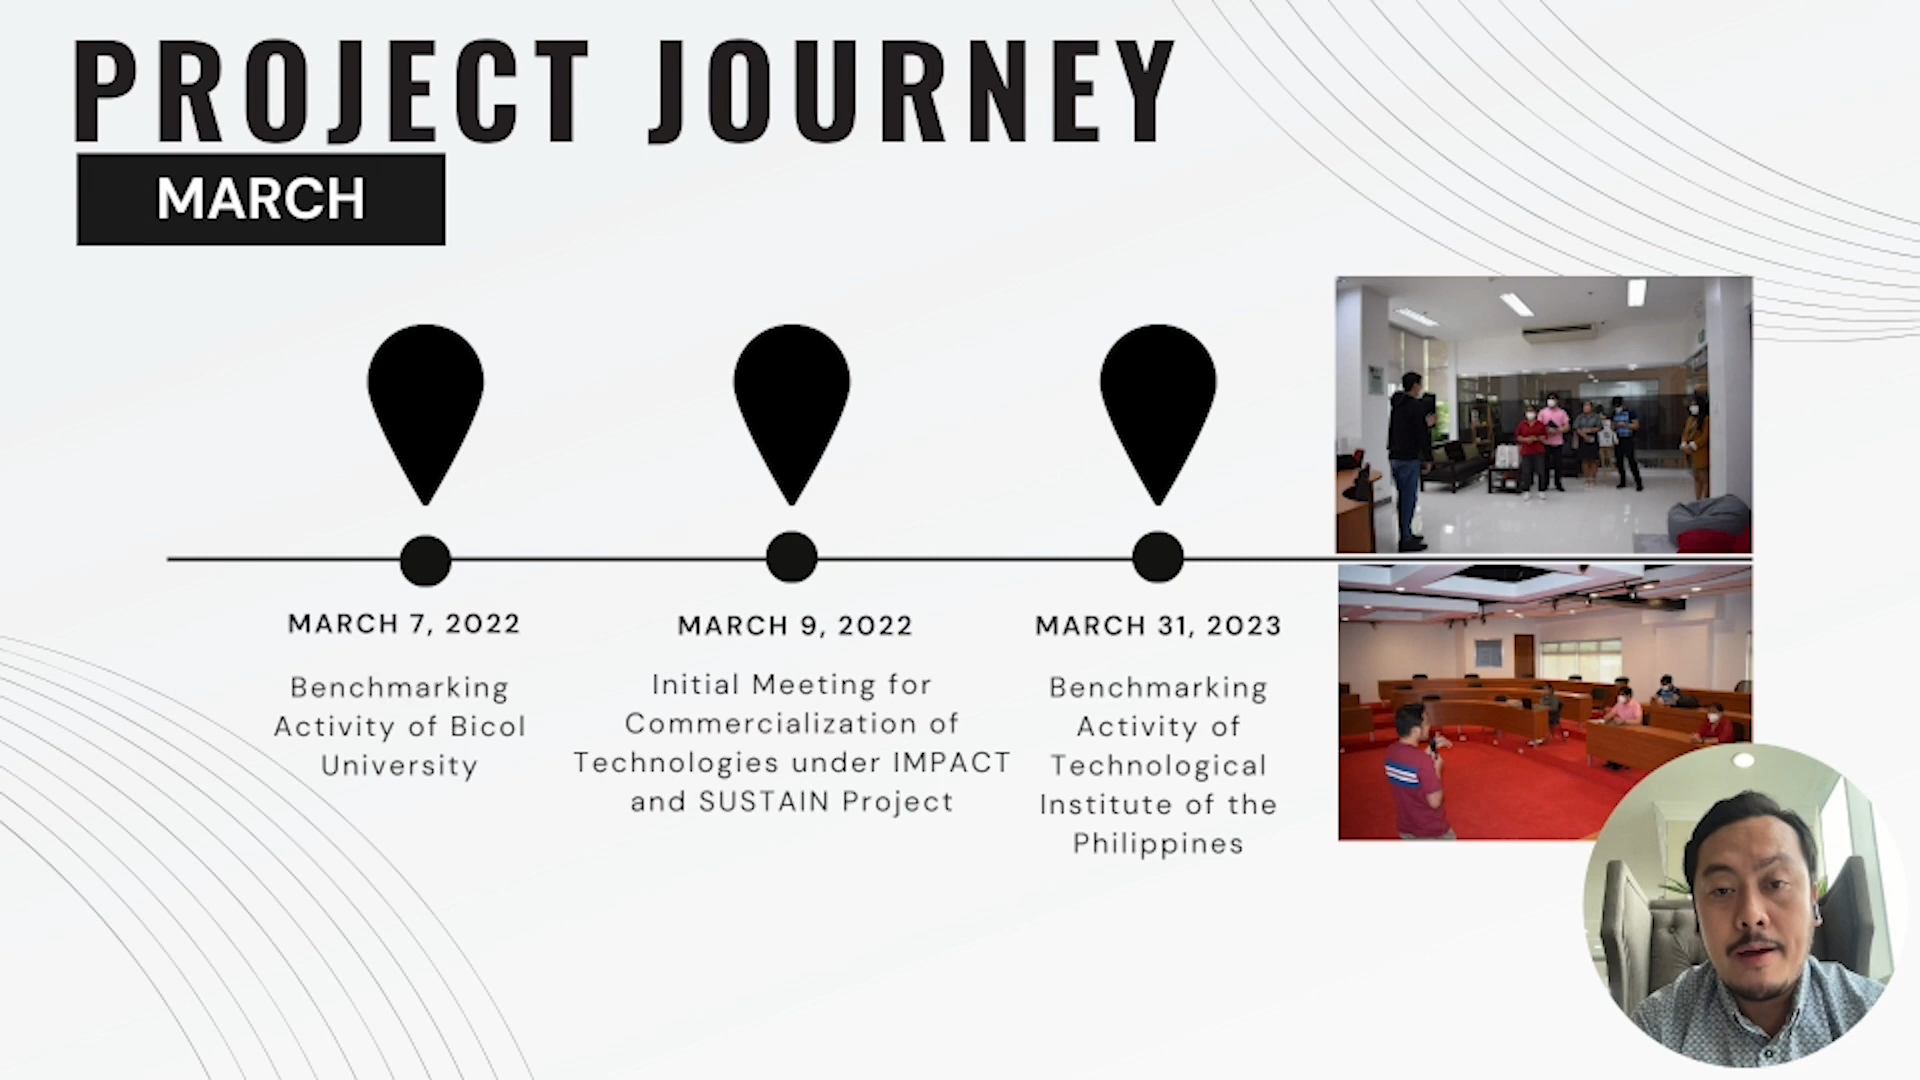 PROJECT JOURNEY
MARCH
MARCH 7, 2022
Benchmarking
Activity of Bicol
University
MARCH 9, 2022
Initial Meeting for
Commercialization of
Technologies under IMPACT
and SUSTAIN Project
MARCH 31, 2023
Benchmarking
Activity of
Technological
Institute of the
Philippines